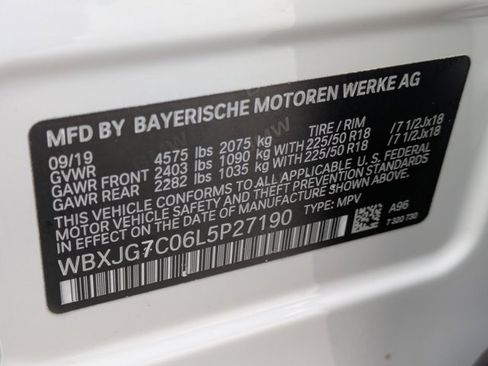 MFD BY BAYERISCHE MOTOREN WERKE AG
09/19 TIRE / RIM
GVWR 4575 lbs 2075 kg
GAWR FRONT 2403 lbs 1090 kg WITH 225/50 R18 /7 1/2Jx18
GAWR REAR 2282 lbs 1035 kg WITH 225/50 R18 /7 1/2Jx18
THIS VEHICLE CONFORMS TO ALL APPLICABLE U.S. FEDERAL
MOTOR VEHICLE SAFETY AND THEFT PREVENTION STANDARDS
IN EFFECT ON THE DATE OF MANUFACTURE SHOWN ABOVE.
WBXJG7C06L5P27190 TYPE: MPV A96
7 320 730